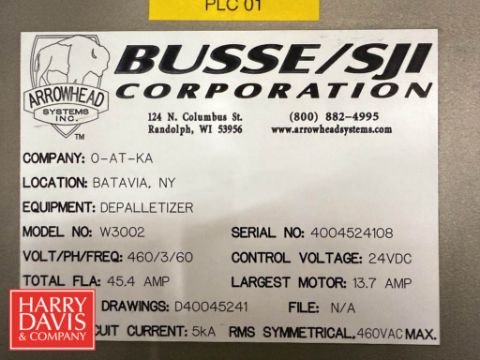 PLC 01
BUSSE/SJI
CORPORATION
ARROWHEAD
SYSTEMS
INC.
TM
124 N. Columbus St.
Randolph, WI 53956
(800) 882-4995
www.arrowheadsystems.com
COMPANY: O-AT-KA
LOCATION: BATAVIA, NY
EQUIPMENT: DEPALLETIZER
MODEL NO: W3002 SERIAL NO: 4004524108
VOLT/PH/FREQ: 460/3/60 CONTROL VOLTAGE: 24VDC
TOTAL FLA: 45.4 AMP LARGEST MOTOR: 13.7 AMP
DRAWINGS: D40045241 FILE: N/A
CURRENT: 5kA RMS SYMMETRICAL, 460VAC MAX.
HARRY
DAVIS
& COMPANY